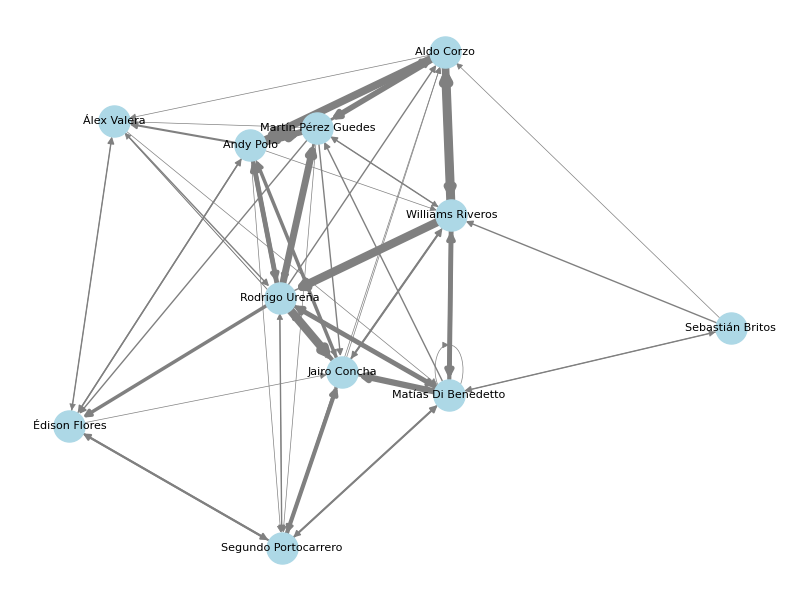 Aldo Corzo
Álex Valera
Martín Pérez Guedes
Andy Polo
Williams Riveros
Rodrigo Ureña
Sebastián Britos
Jairo Concha
Matías Di Benedetto
Édison Flores
Segundo Portocarrero